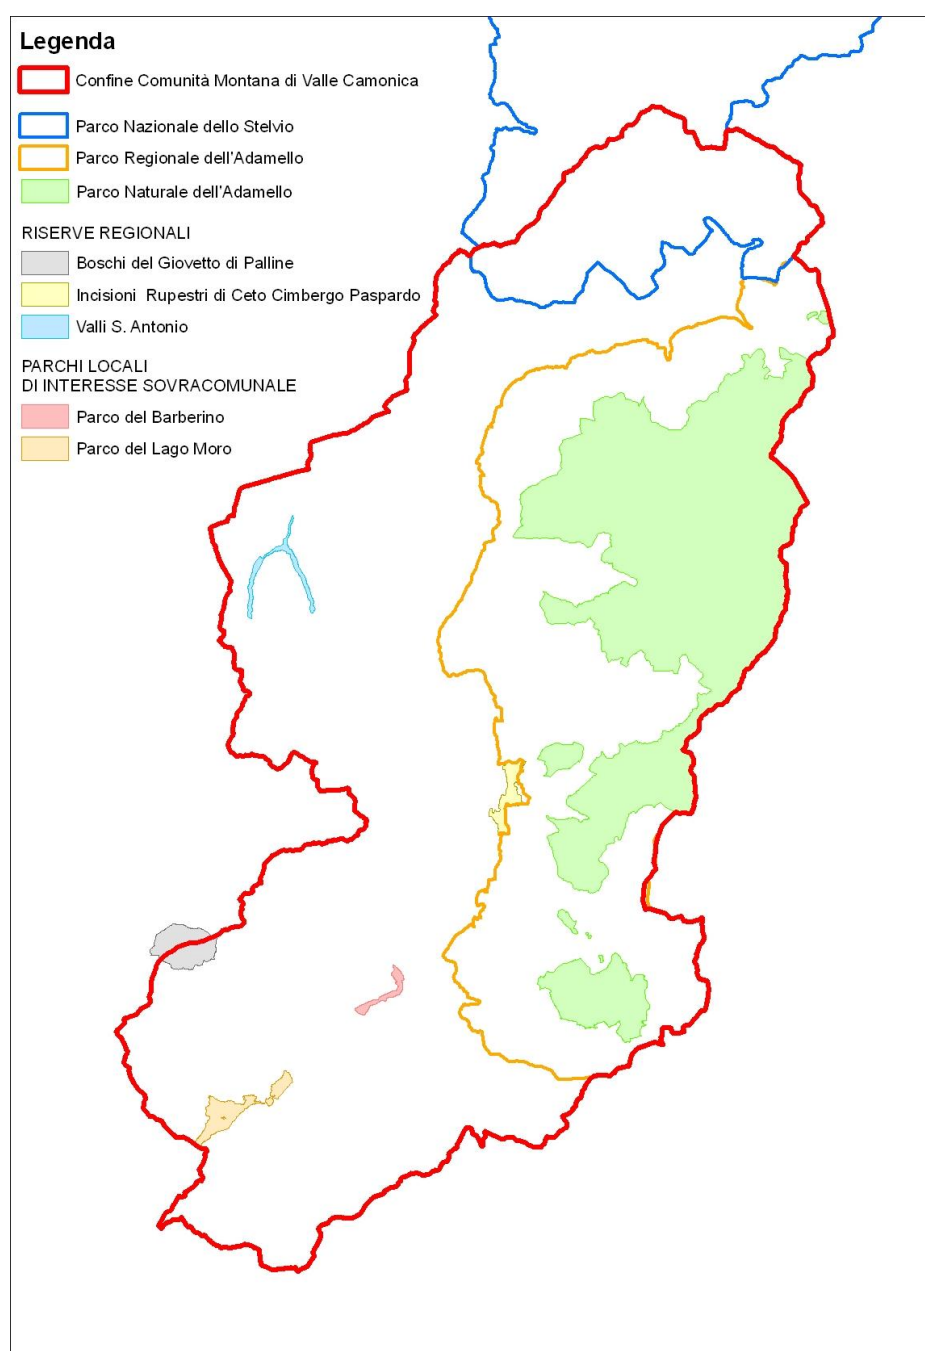 Legenda
Confine Comunità Montana di Valle Camonica
Parco Nazionale dello Stelvio
Parco Regionale dell'Adamello
Parco Naturale dell'Adamello
RISERVE REGIONALI
Boschi del Giovetto di Palline
Incisioni Rupestri di Ceto Cimbergo Paspardo
Valli S. Antonio
PARCHI LOCALI
DI INTERESSE SOVRACOMUNALE
Parco del Barberino
Parco del Lago Moro